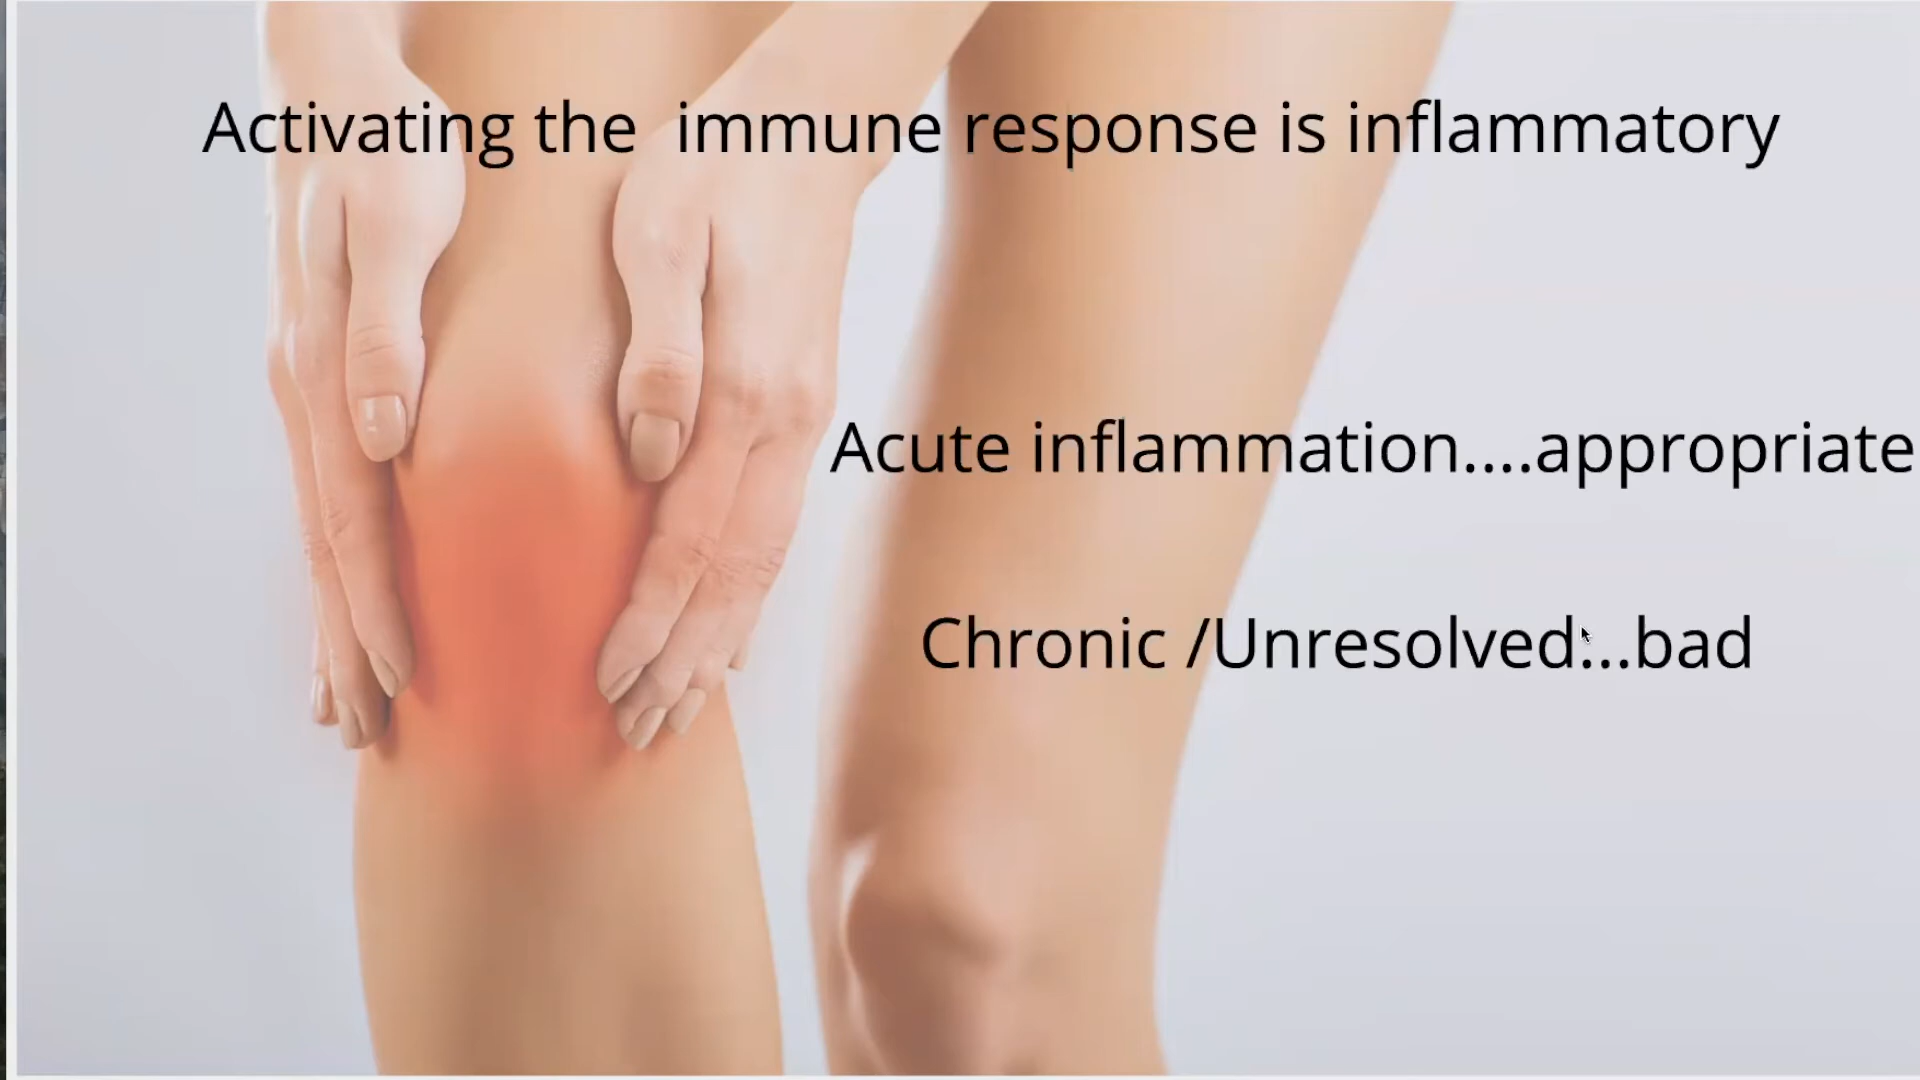 Activating the  immune response is inflammatory
Acute inflammation....appropriate
Chronic /Unresolved...bad